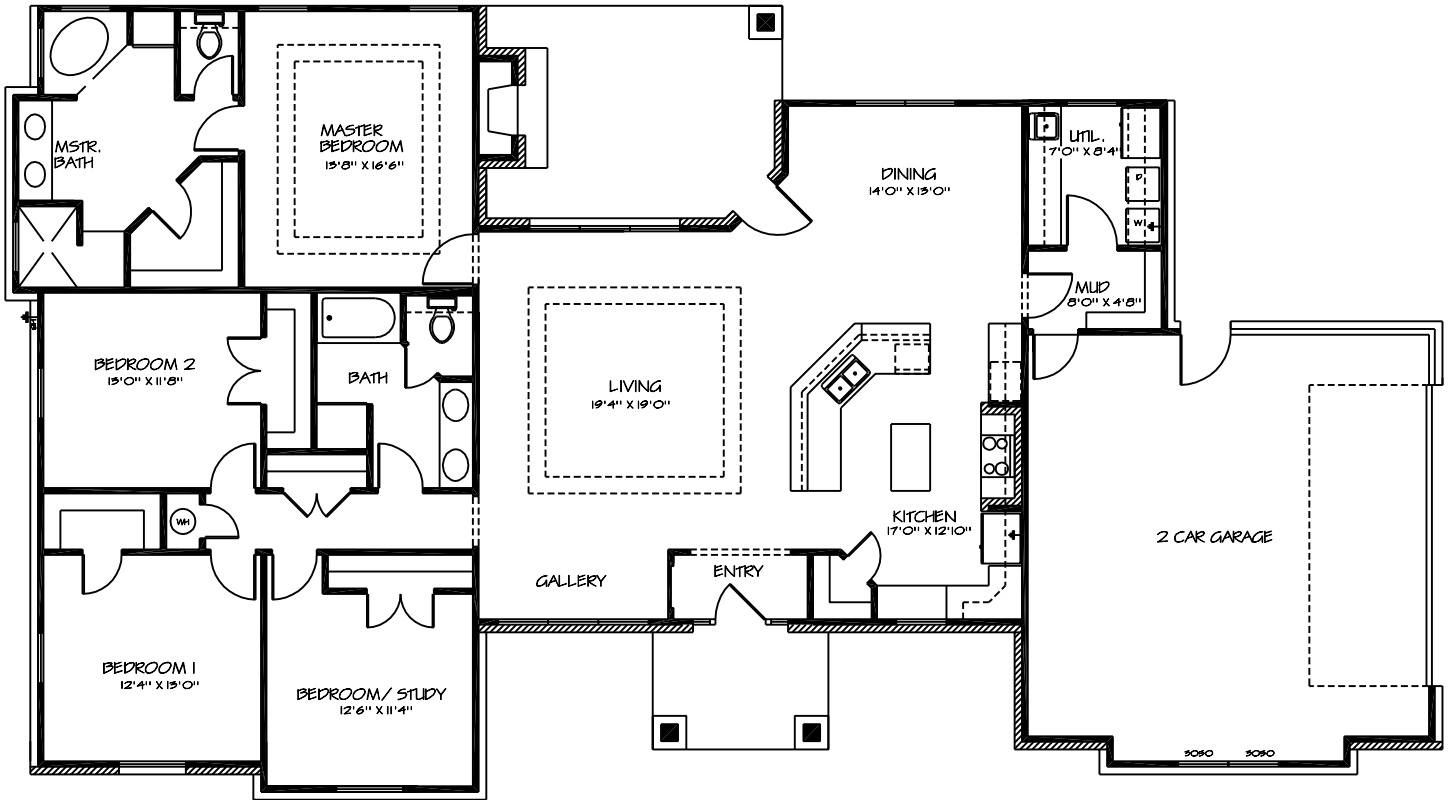 MSTR.
BATH
MASTER
BEDROOM
13'8" X 16'6"
DINING
14'0" X 13'0"
UTIL.
7'0" X 8'4"
D
W
MUD
8'0" X 4'8"
BEDROOM 2
13'0" X 11'8"
BATH
LIVING
19'4" X 19'0"
KITCHEN
17'0" X 12'10"
WH
2 CAR GARAGE
GALLERY
ENTRY
BEDROOM 1
12'4" X 13'0"
BEDROOM/ STUDY
12'6" X 11'4"
3030 3030